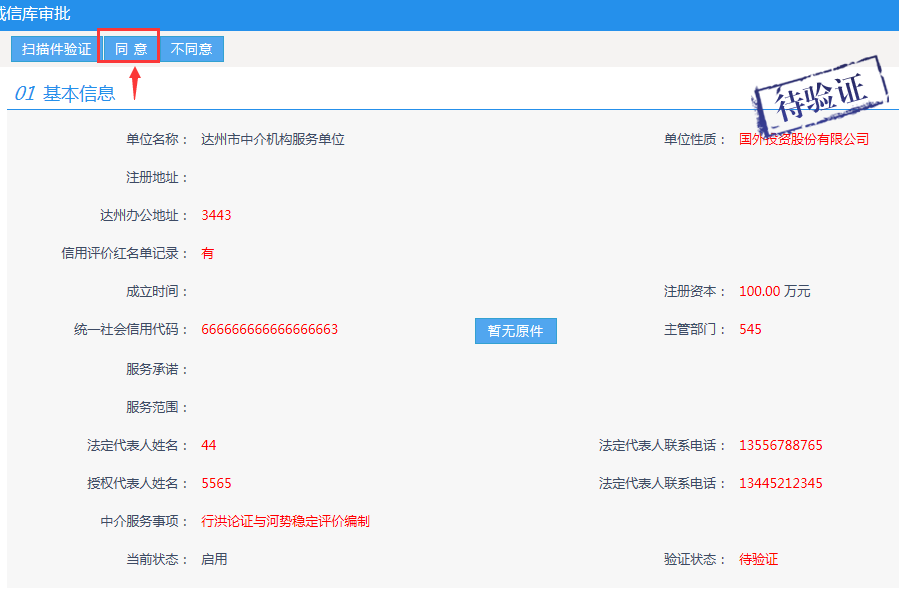 诚信库审批
扫描件验证 同 意 不同意
01 基本信息
待验证
单位名称： 达州市中介机构服务单位 单位性质： 国外投资股份有限公司
注册地址：
达州办公地址： 3443
信用评价红名单记录： 有
成立时间： 注册资本： 100.00 万元
统一社会信用代码： 666666666666666663 暂无原件 主管部门： 545
服务承诺：
服务范围：
法定代表人姓名： 44 法定代表人联系电话： 13556788765
授权代表人姓名： 5565 法定代表人联系电话： 13445212345
中介服务事项： 行洪论证与河势稳定评价编制
当前状态： 启用 验证状态： 待验证